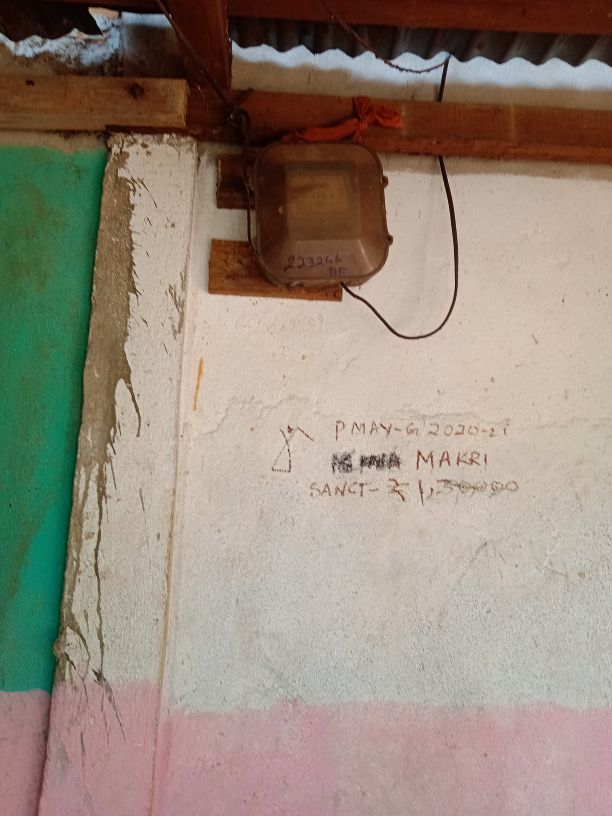 223266
DF
PMAY-G 2020-21
MAKRI
SANCT- ₹ 1,30000